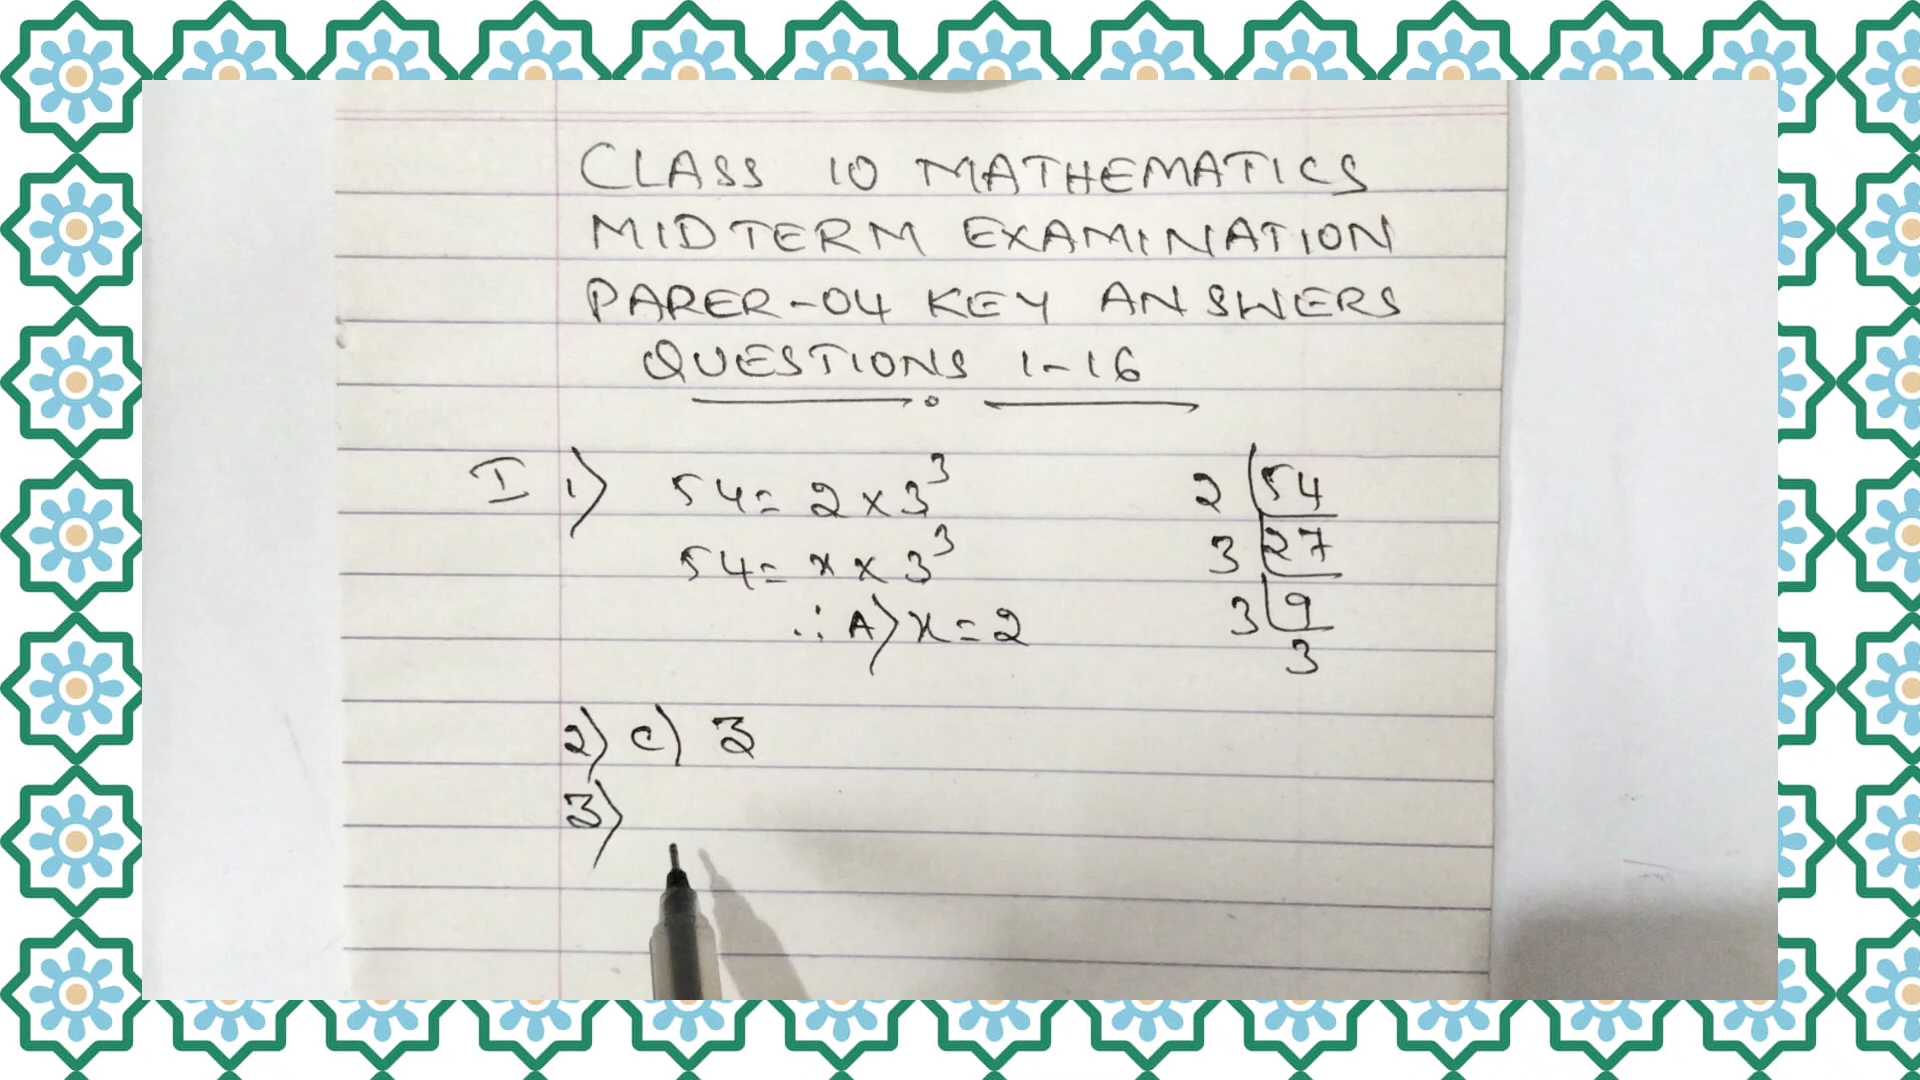 CLASS 10 MATHEMATICS
MIDTERM EXAMINATION
PAPER-04 KEY ANSWERS
QUESTIONS 1-16
I 1) 54 = 2 × 3³
54 = x × 3³
∴ A) x = 2
2 | 54
3 | 27
3 | 9
3
2) C) 3
3)